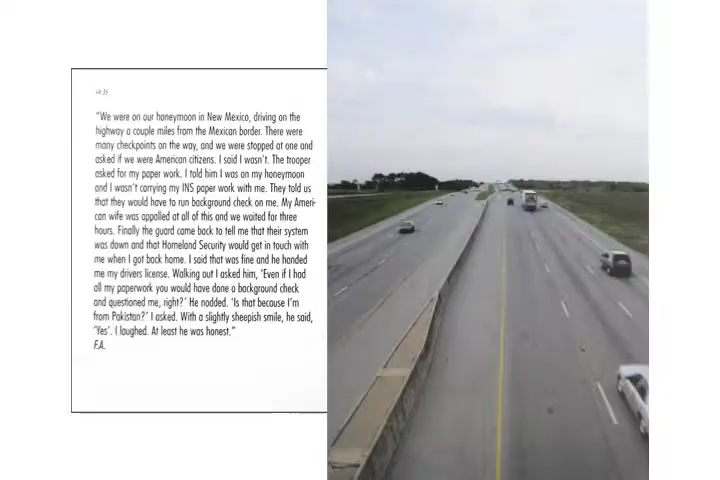 "We were on our honeymoon in New Mexico, driving on the
highway a couple miles from the Mexican border. There were
many checkpoints on the way, and we were stopped at one and
asked if we were American citizens. I said I wasn't. The trooper
asked for my paper work. I told him I was on my honeymoon
and I wasn't carrying my INS paper work with me. They told us
that they would have to run background check on me. My Ameri-
can wife was appalled at all of this and we waited for three
hours. Finally the guard came back to tell me that their system
was down and that Homeland Security would get in touch with
me when I got back home. I said that was fine and he handed
me my drivers license. Walking out I asked him, 'Even if I had
all my paperwork you would have done a background check
and questioned me, right?' He nodded. 'Is that because I'm
from Pakistan?' I asked. With a slightly sheepish smile, he said,
'Yes'. I laughed. At least he was honest."
F.A.